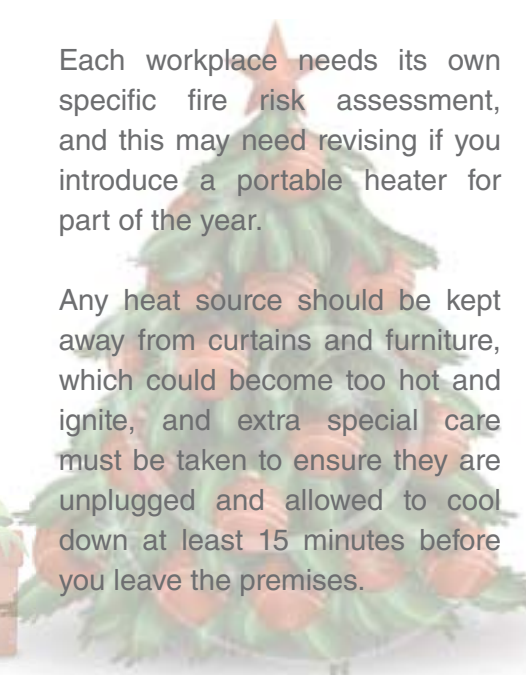 Each workplace needs its own
specific fire risk assessment,
and this may need revising if you
introduce a portable heater for
part of the year.
Any heat source should be kept
away from curtains and furniture,
which could become too hot and
ignite, and extra special care
must be taken to ensure they are
unplugged and allowed to cool
down at least 15 minutes before
you leave the premises.